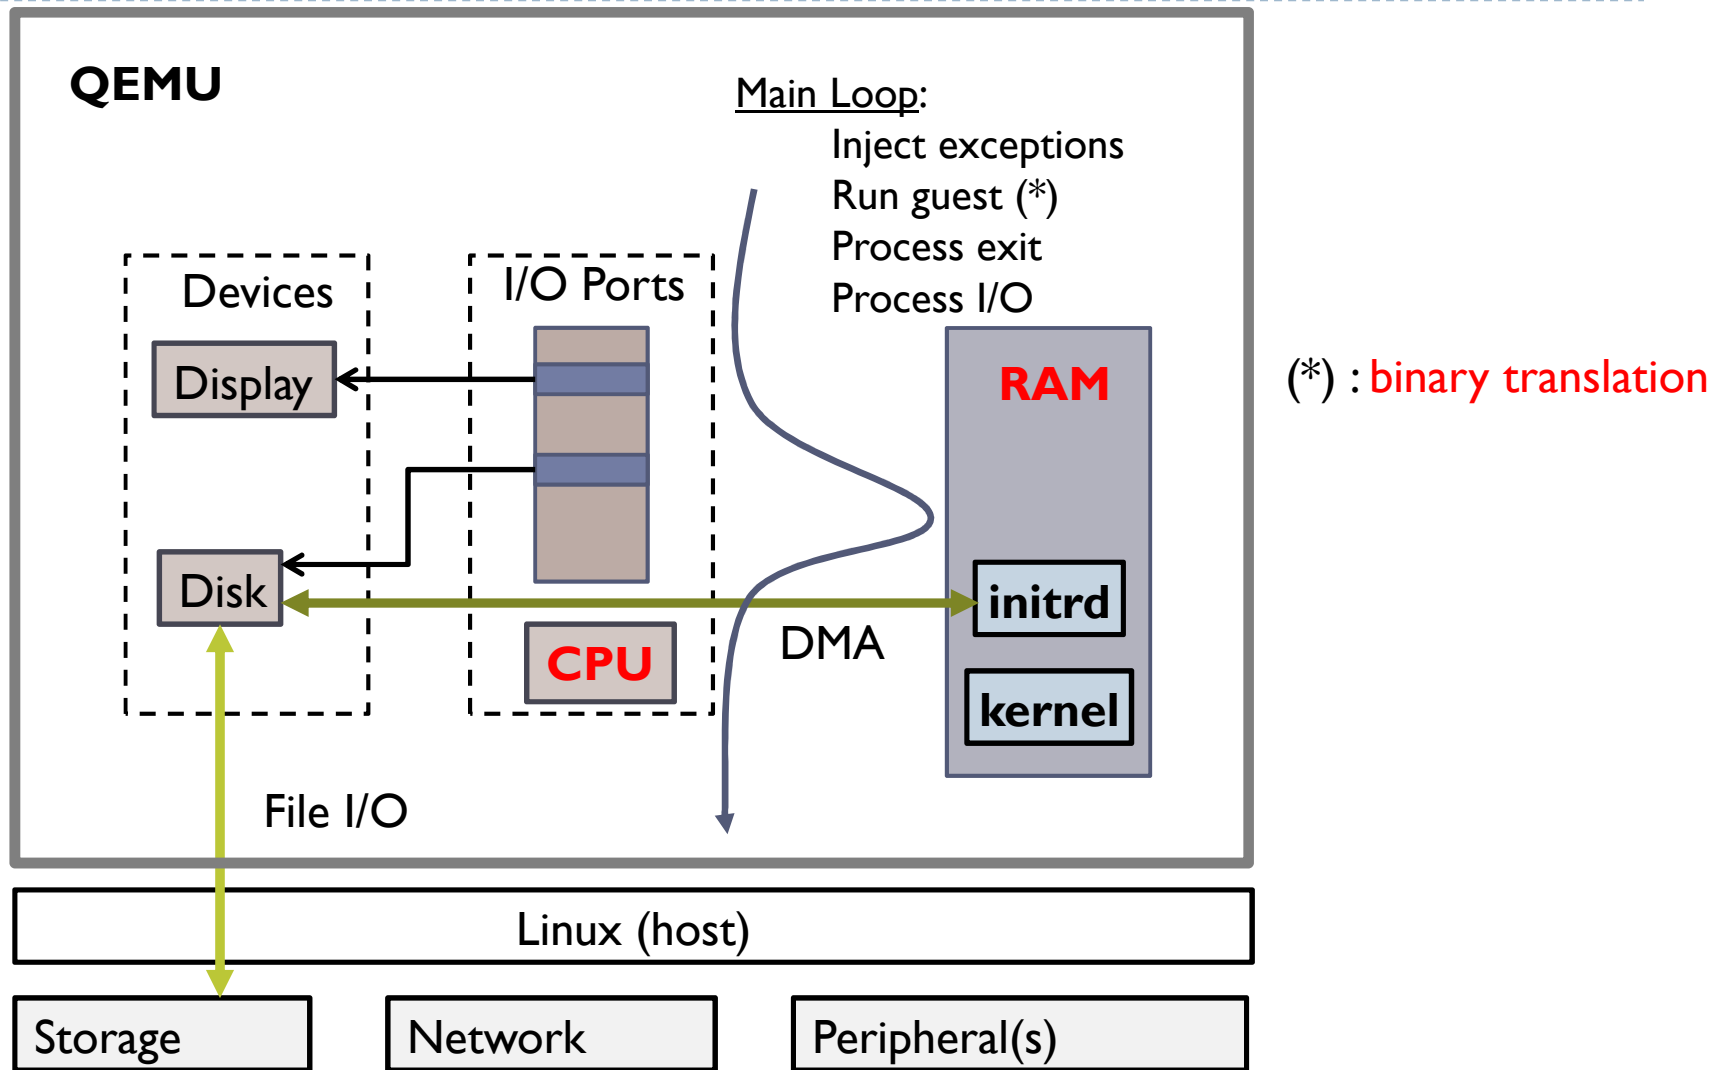 QEMU
Main Loop:
Inject exceptions
Run guest (*)
Process exit
Process I/O
Devices
I/O Ports
Display
RAM
(*) : binary translation
Disk
initrd
DMA
CPU
kernel
File I/O
Linux (host)
Storage
Network
Peripheral(s)